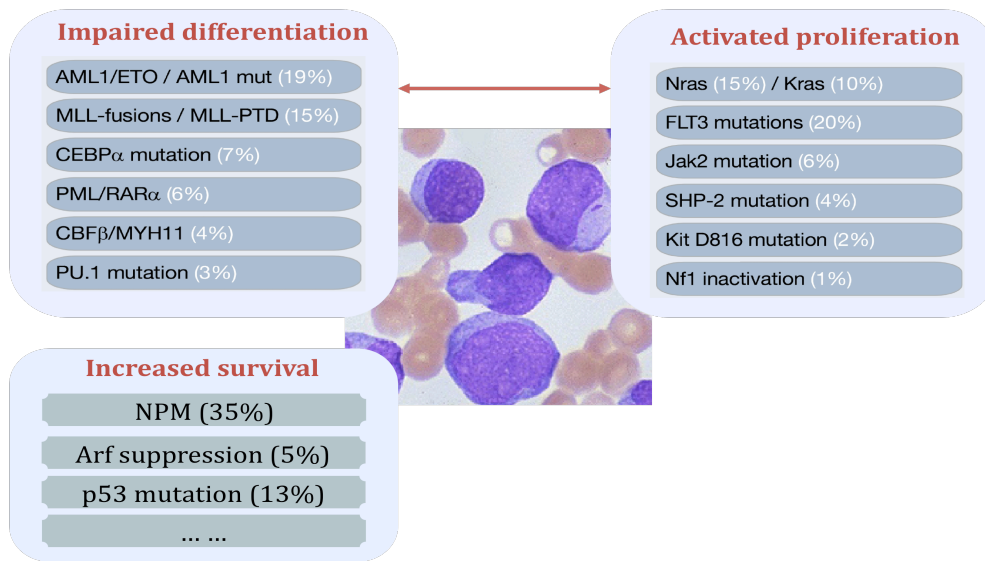 Impaired differentiation
AML1/ETO / AML1 mut (19%)
MLL-fusions / MLL-PTD (15%)
CEBPα mutation (7%)
PML/RARα (6%)
CBFβ/MYH11 (4%)
PU.1 mutation (3%)
Activated proliferation
Nras (15%) / Kras (10%)
FLT3 mutations (20%)
Jak2 mutation (6%)
SHP-2 mutation (4%)
Kit D816 mutation (2%)
Nf1 inactivation (1%)
Increased survival
NPM (35%)
Arf suppression (5%)
p53 mutation (13%)
... ...